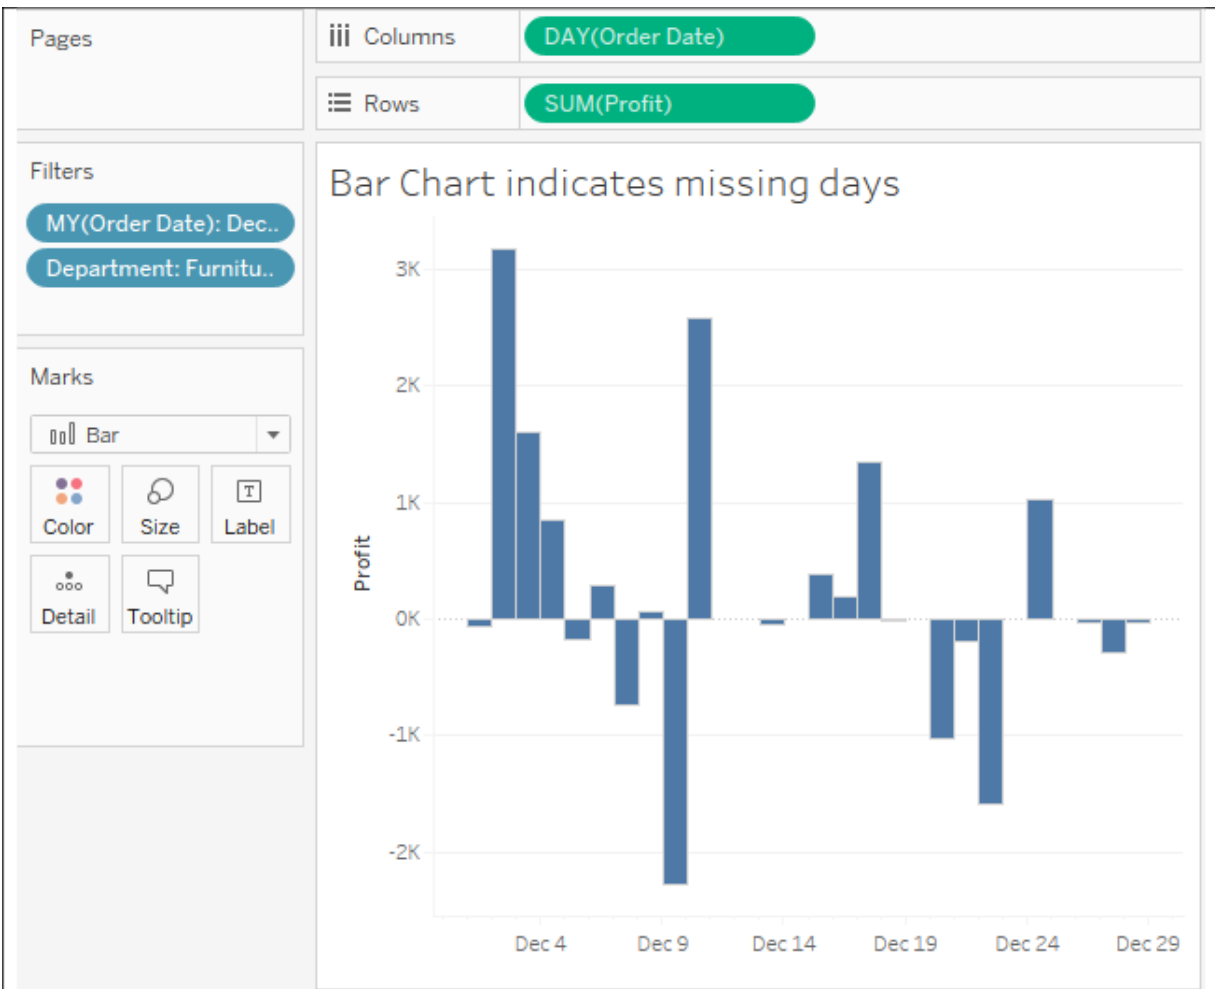 Pages
Columns
DAY(Order Date)
Rows
SUM(Profit)
Filters
MY(Order Date): Dec..
Department: Furnitu..
Marks
Bar
Color
Size
T
Label
Detail
Tooltip
Bar Chart indicates missing days
Profit
3K
2K
1K
0K
-1K
-2K
Dec 4 Dec 9 Dec 14 Dec 19 Dec 24 Dec 29